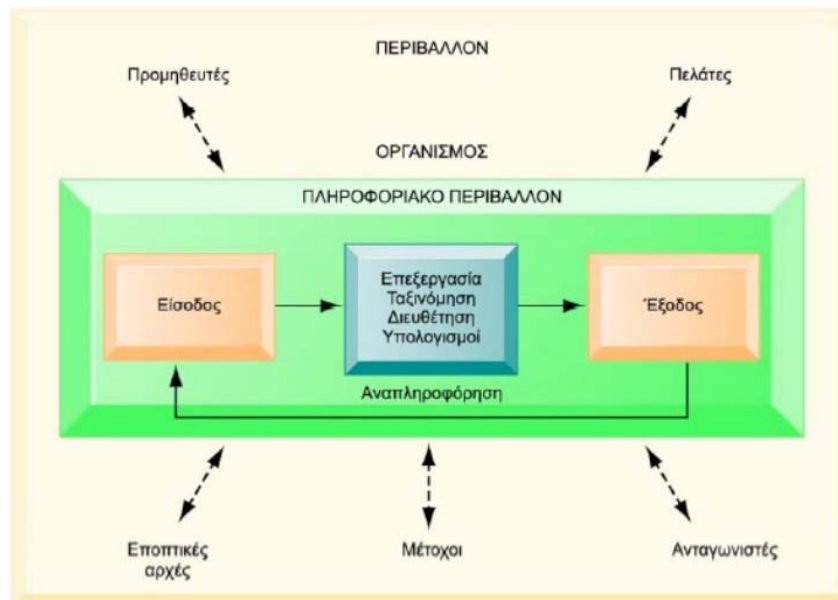 ΠΕΡΙΒΑΛΛΟΝ
Προμηθευτές
Πελάτες
ΟΡΓΑΝΙΣΜΟΣ
ΠΛΗΡΟΦΟΡΙΑΚΟ ΠΕΡΙΒΑΛΛΟΝ
Είσοδος
Επεξεργασία
Ταξινόμηση
Διευθέτηση
Υπολογισμοί
Έξοδος
Αναπληροφόρηση
Εποπτικές
αρχές
Μέτοχοι
Ανταγωνιστές